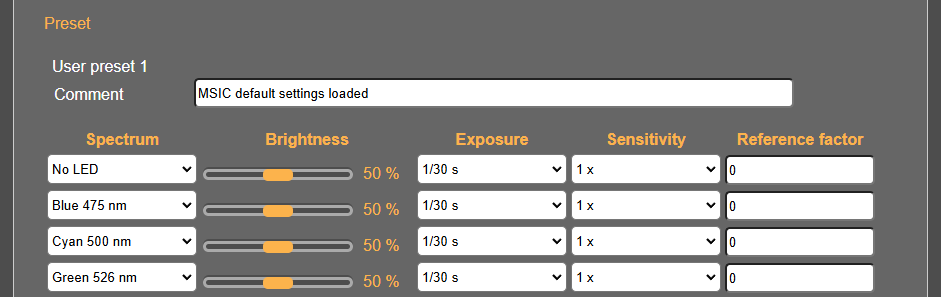 Preset
User preset 1
Comment MSIC default settings loaded
Spectrum Brightness Exposure Sensitivity Reference factor
No LED 50 % 1/30 s 1 x 0
Blue 475 nm 50 % 1/30 s 1 x 0
Cyan 500 nm 50 % 1/30 s 1 x 0
Green 526 nm 50 % 1/30 s 1 x 0